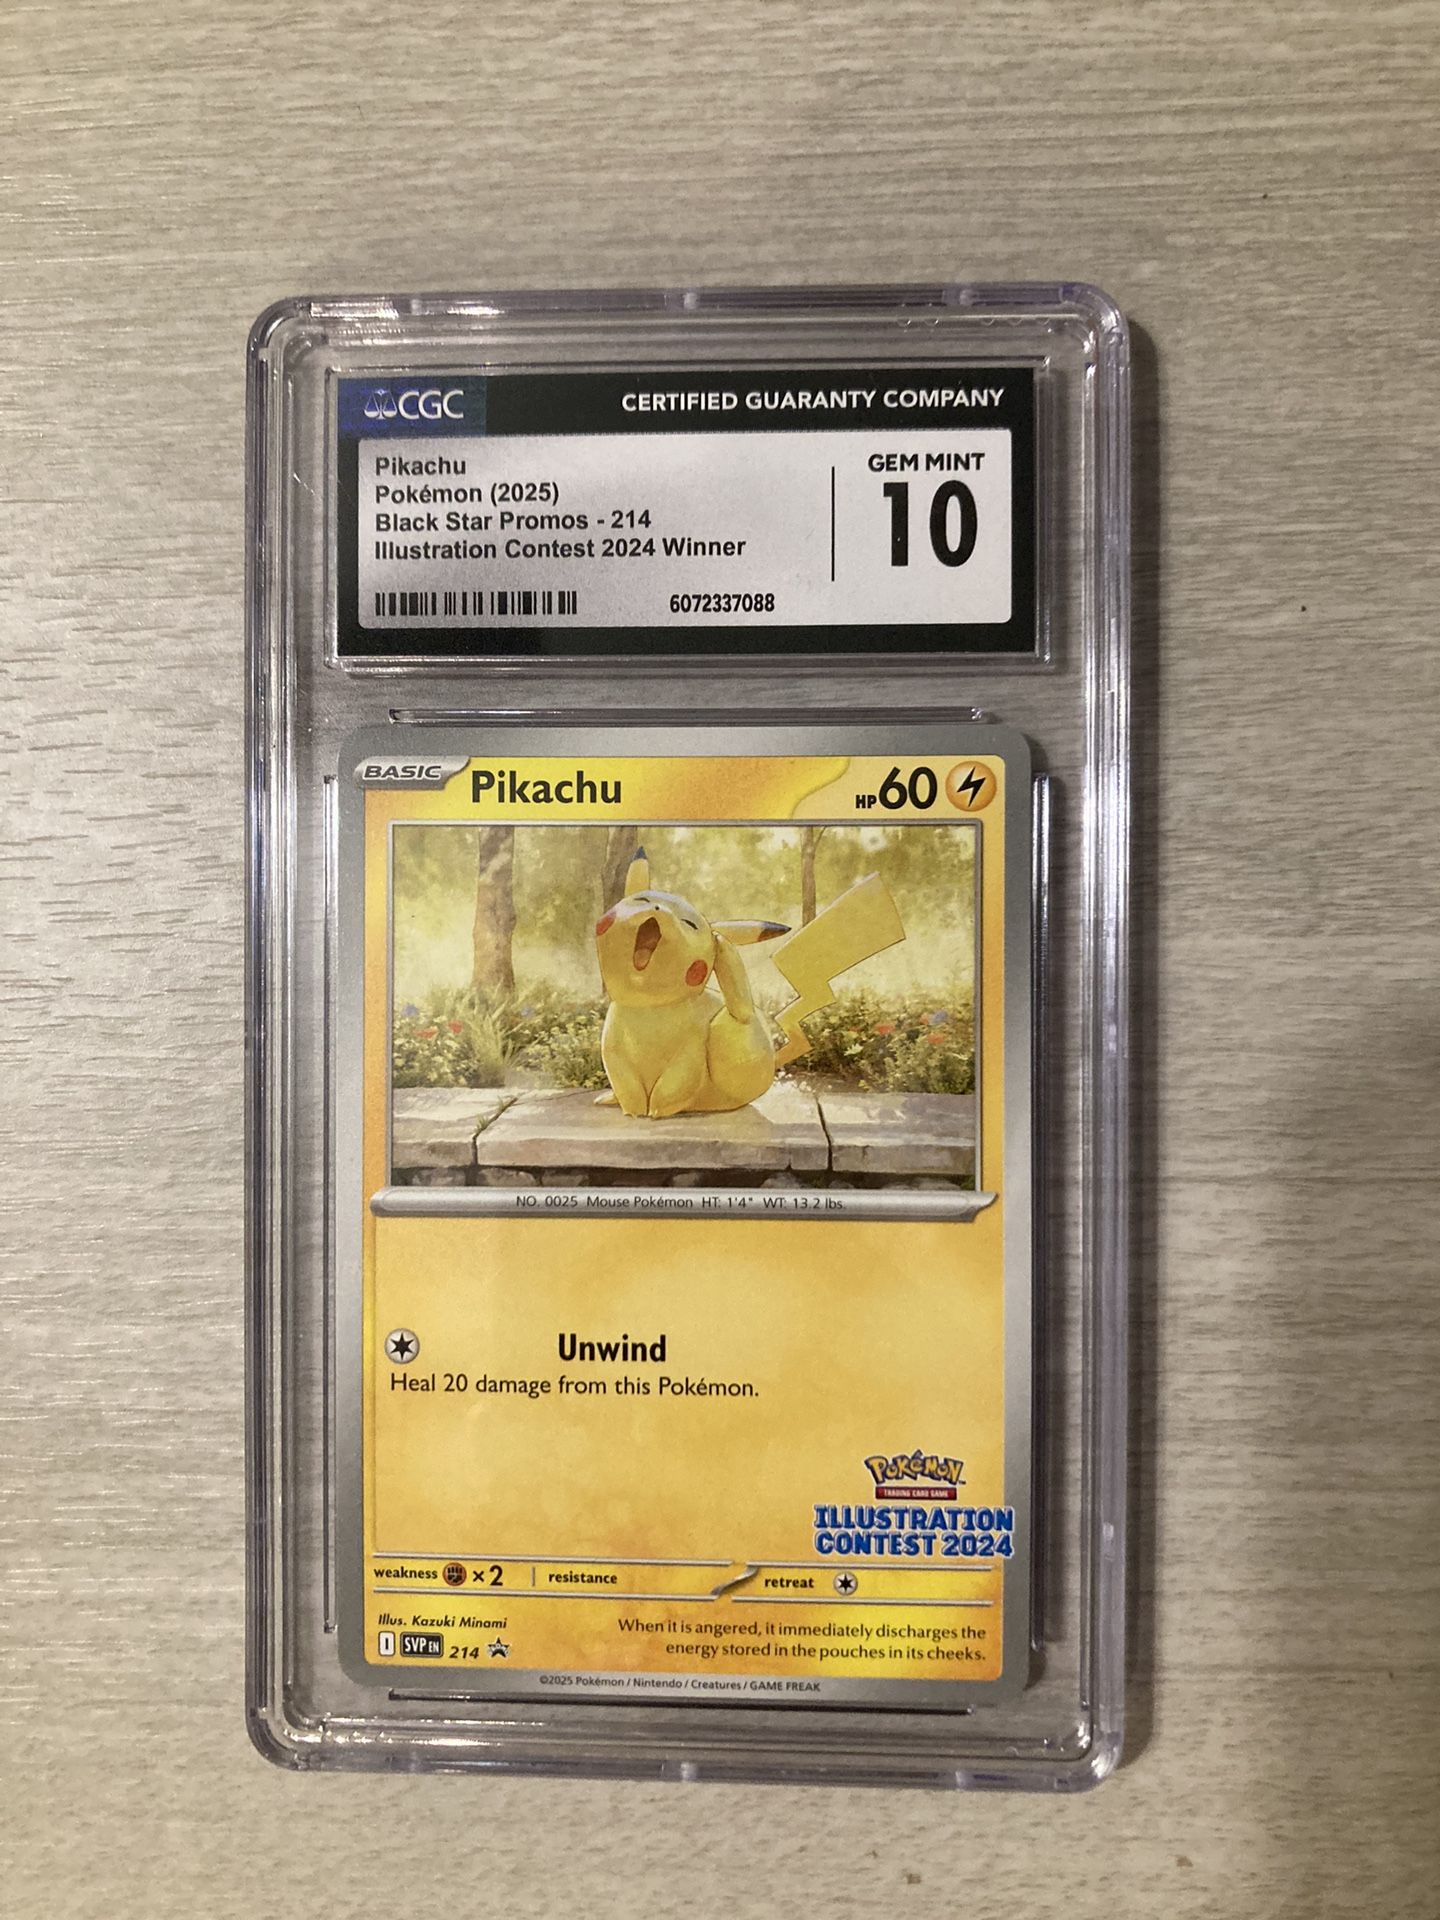 CGC
CERTIFIED GUARANTY COMPANY
Pikachu
Pokémon (2025)
Black Star Promos - 214
Illustration Contest 2024 Winner
6072337088
GEM MINT
10
BASIC
Pikachu
HP 60
NO. 0025 Mouse Pokémon HT: 1'4" WT: 13.2 lbs.
Unwind
Heal 20 damage from this Pokémon.
POKéMON
TRADING CARD GAME
ILLUSTRATION
CONTEST 2024
weakness ×2 resistance retreat
Illus. Kazuki Minami
I SVP EN 214
When it is angered, it immediately discharges the
energy stored in the pouches in its cheeks.
©2025 Pokémon / Nintendo / Creatures / GAME FREAK